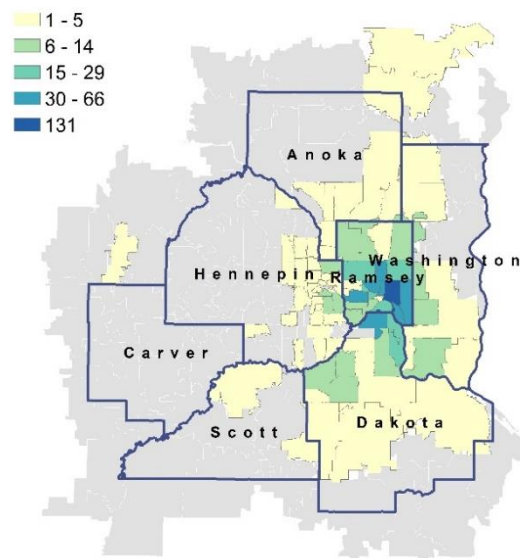 1 - 5
6 - 14
15 - 29
30 - 66
131
Anoka
Washington
Hennepin
Ramsey
Carver
Dakota
Scott